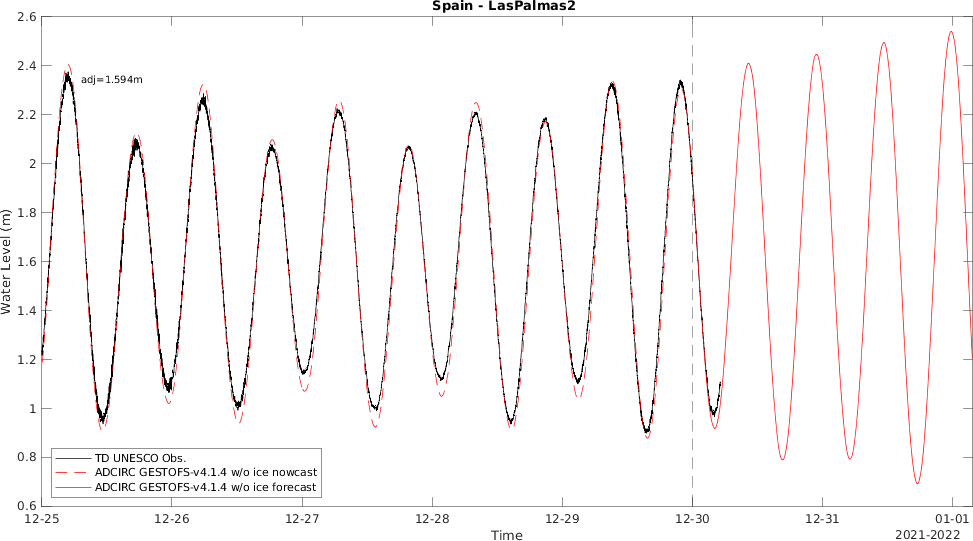 Spain - LasPalmas2
2.6
2.4
adj=1.594m
2.2
2
1.8
1.6
Water Level (m)
1.4
1.2
1
0.8
TD UNESCO Obs.
ADCIRC GESTOFS-v4.1.4 w/o ice nowcast
ADCIRC GESTOFS-v4.1.4 w/o ice forecast
0.6
12-25 12-26 12-27 12-28 12-29 12-30 12-31 01-01
Time
2021-2022